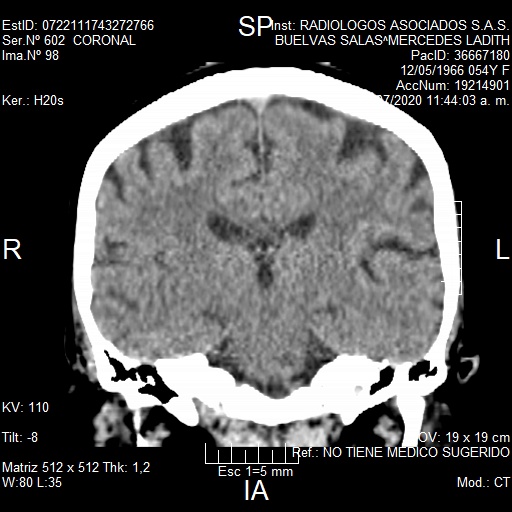 EstID: 0722111743272766
Ser.Nº 602 CORONAL
Ima.Nº 98
SP
Inst: RADIOLOGOS ASOCIADOS S.A.S.
BUELVAS SALAS^MERCEDES LADITH
PacID: 36667180
12/05/1966 054Y F
AccNum: 19214901
/2020 11:44:03 a. m.
Ker.: H20s
R
L
KV: 110
Tilt: -8
Matriz 512 x 512 Thk: 1,2
W:80 L:35
Esc 1=5 mm
IA
OV: 19 x 19 cm
Ref.: NO TIENE MEDICO SUGERIDO
Mod.: CT